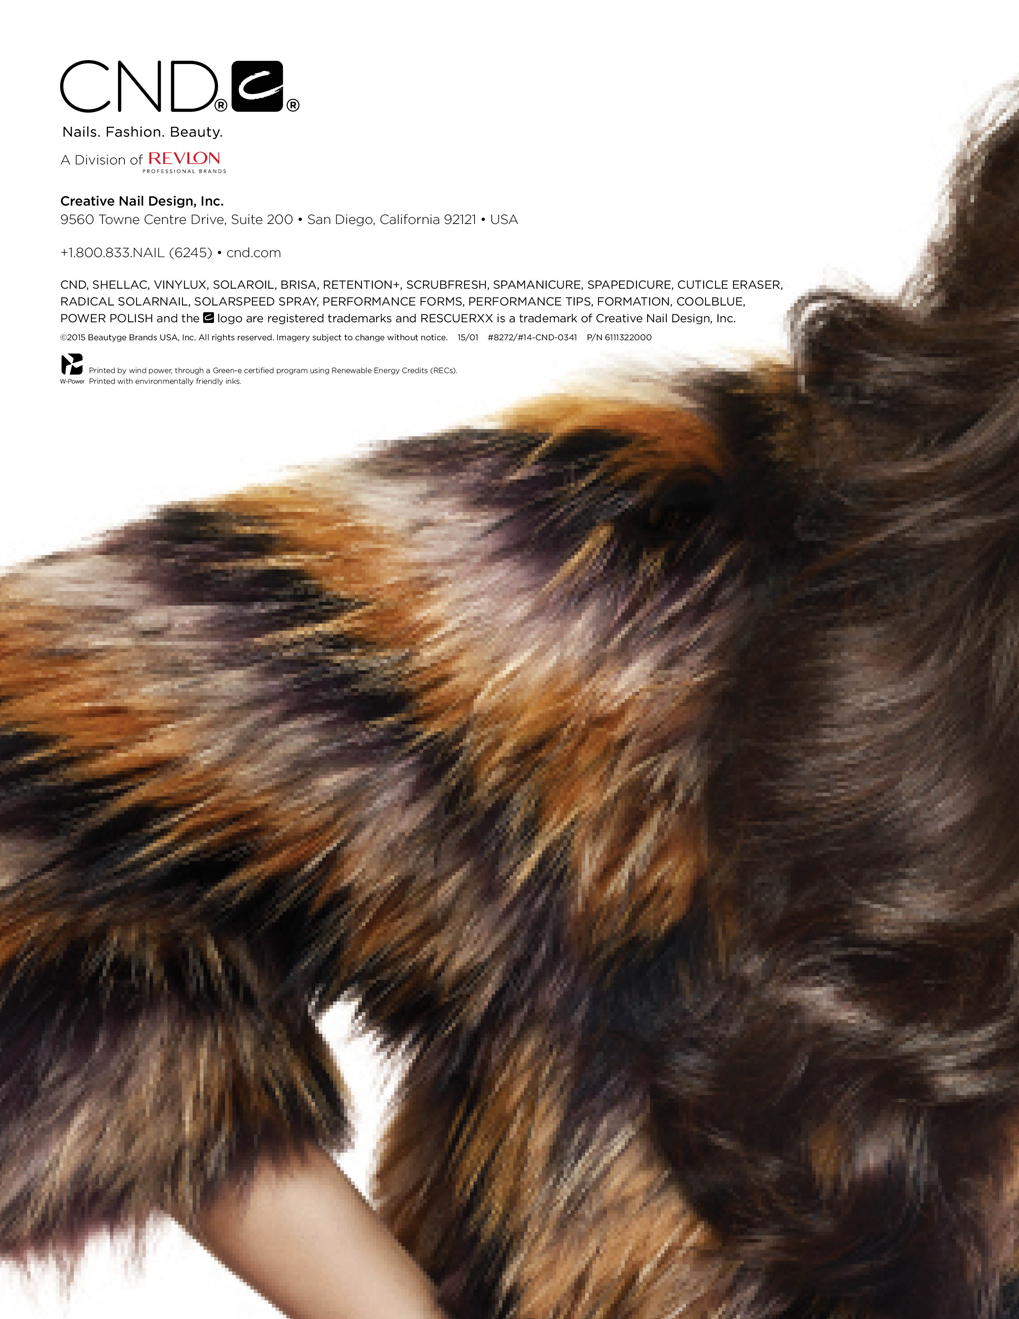 CND® C®
Nails. Fashion. Beauty.
A Division of REVLON
PROFESSIONAL BRANDS
Creative Nail Design, Inc.
9560 Towne Centre Drive, Suite 200 • San Diego, California 92121 • USA
+1.800.833.NAIL (6245) • cnd.com
CND, SHELLAC, VINYLUX, SOLAROIL, BRISA, RETENTION+, SCRUBFRESH, SPAMANICURE, SPAPEDICURE, CUTICLE ERASER,
RADICAL SOLARNAIL, SOLARSPEED SPRAY, PERFORMANCE FORMS, PERFORMANCE TIPS, FORMATION, COOLBLUE,
POWER POLISH and the C logo are registered trademarks and RESCUERXX is a trademark of Creative Nail Design, Inc.
©2015 Beautyge Brands USA, Inc. All rights reserved. Imagery subject to change without notice. 15/01 #8272/#14-CND-0341 P/N 6111322000
Printed by wind power, through a Green-e certified program using Renewable Energy Credits (RECs).
W-Power Printed with environmentally friendly inks.